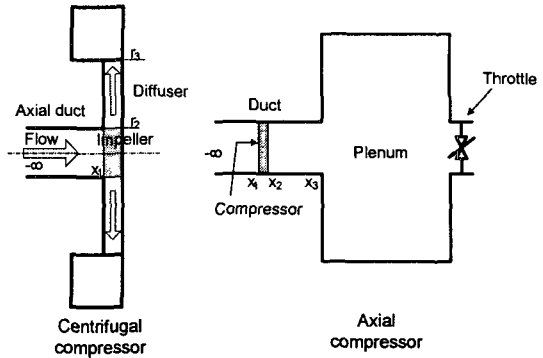 r3
Diffuser
Axial duct
r2
Flow
Impeller
-∞
x1
Centrifugal
compressor
Throttle
Duct
-∞
Plenum
x1 x2 x3
Compressor
Axial
compressor